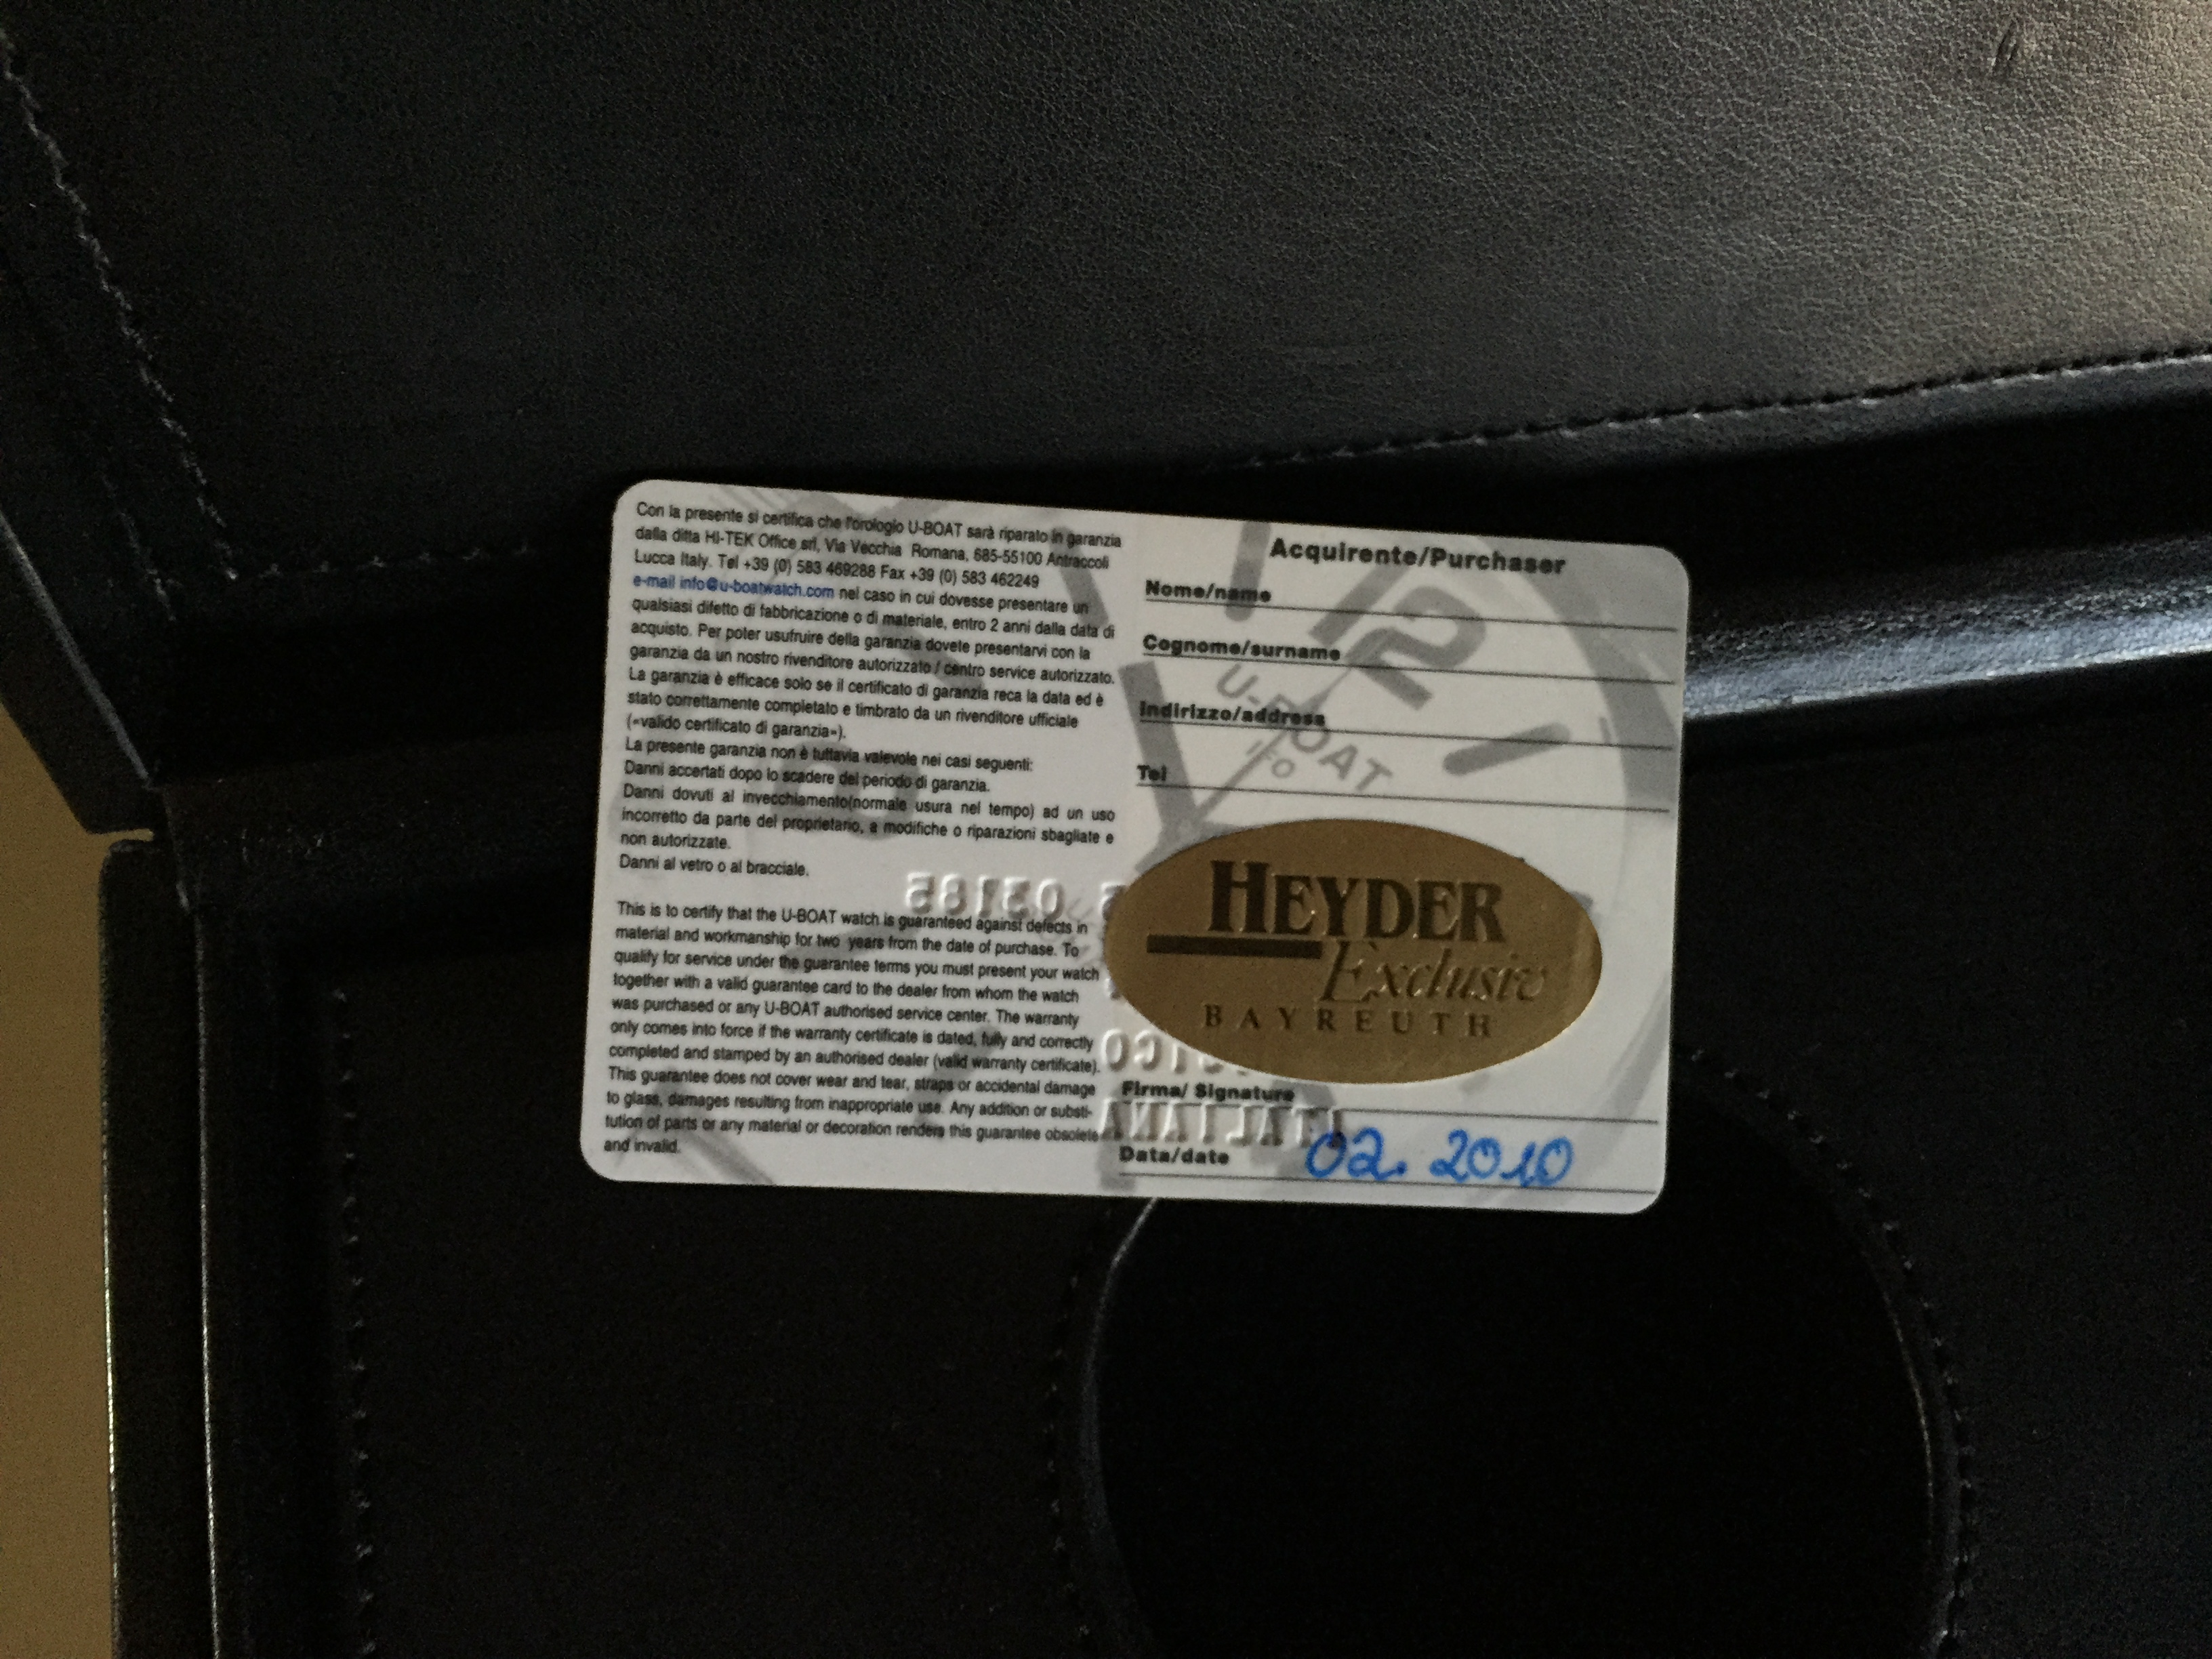 Con la presente si certifica che l'orologio U-BOAT sarà riparato in garanzia
dalla ditta HI-TEK Office srl, Via Vecchia Romana, 685-55100 Antraccoli
Lucca Italy. Tel +39 (0) 583 469288 Fax +39 (0) 583 462249
e-mail info@u-boatwatch.com nel caso in cui dovesse presentare un
qualsiasi difetto di fabbricazione o di materiale, entro 2 anni dalla data di
acquisto. Per poter usufruire della garanzia dovete presentarvi con la
garanzia da un nostro rivenditore autorizzato / centro service autorizzato.
La garanzia è efficace solo se il certificato di garanzia reca la data ed è
stato correttamente completato e timbrato da un rivenditore ufficiale
(«valido certificato di garanzia»).
La presente garanzia non è tuttavia valevole nei casi seguenti:
Danni accertati dopo lo scadere del periodo di garanzia.
Danni dovuti al invecchiamento(normale usura nel tempo) ad un uso
incorretto da parte del proprietario, a modifiche o riparazioni sbagliate e
non autorizzate.
Danni al vetro o al bracciale.
This is to certify that the U-BOAT watch is guaranteed against defects in
material and workmanship for two years from the date of purchase. To
qualify for service under the guarantee terms you must present your watch
together with a valid guarantee card to the dealer from whom the watch
was purchased or any U-BOAT authorised service center. The warranty
only comes into force if the warranty certificate is dated, fully and correctly
completed and stamped by an authorised dealer (valid warranty certificate).
This guarantee does not cover wear and tear, straps or accidental damage
to glass, damages resulting from inappropriate use. Any addition or substi-
tution of parts or any material or decoration renders this guarantee obsolete
and invalid.
Acquirente/Purchaser
Nome/name
Cognome/surname
Indirizzo/address
Tel
12
U-BOAT
HEYDER
Exclusiv
BAYREUTH
Firma/ Signature
Data/date 02. 2010